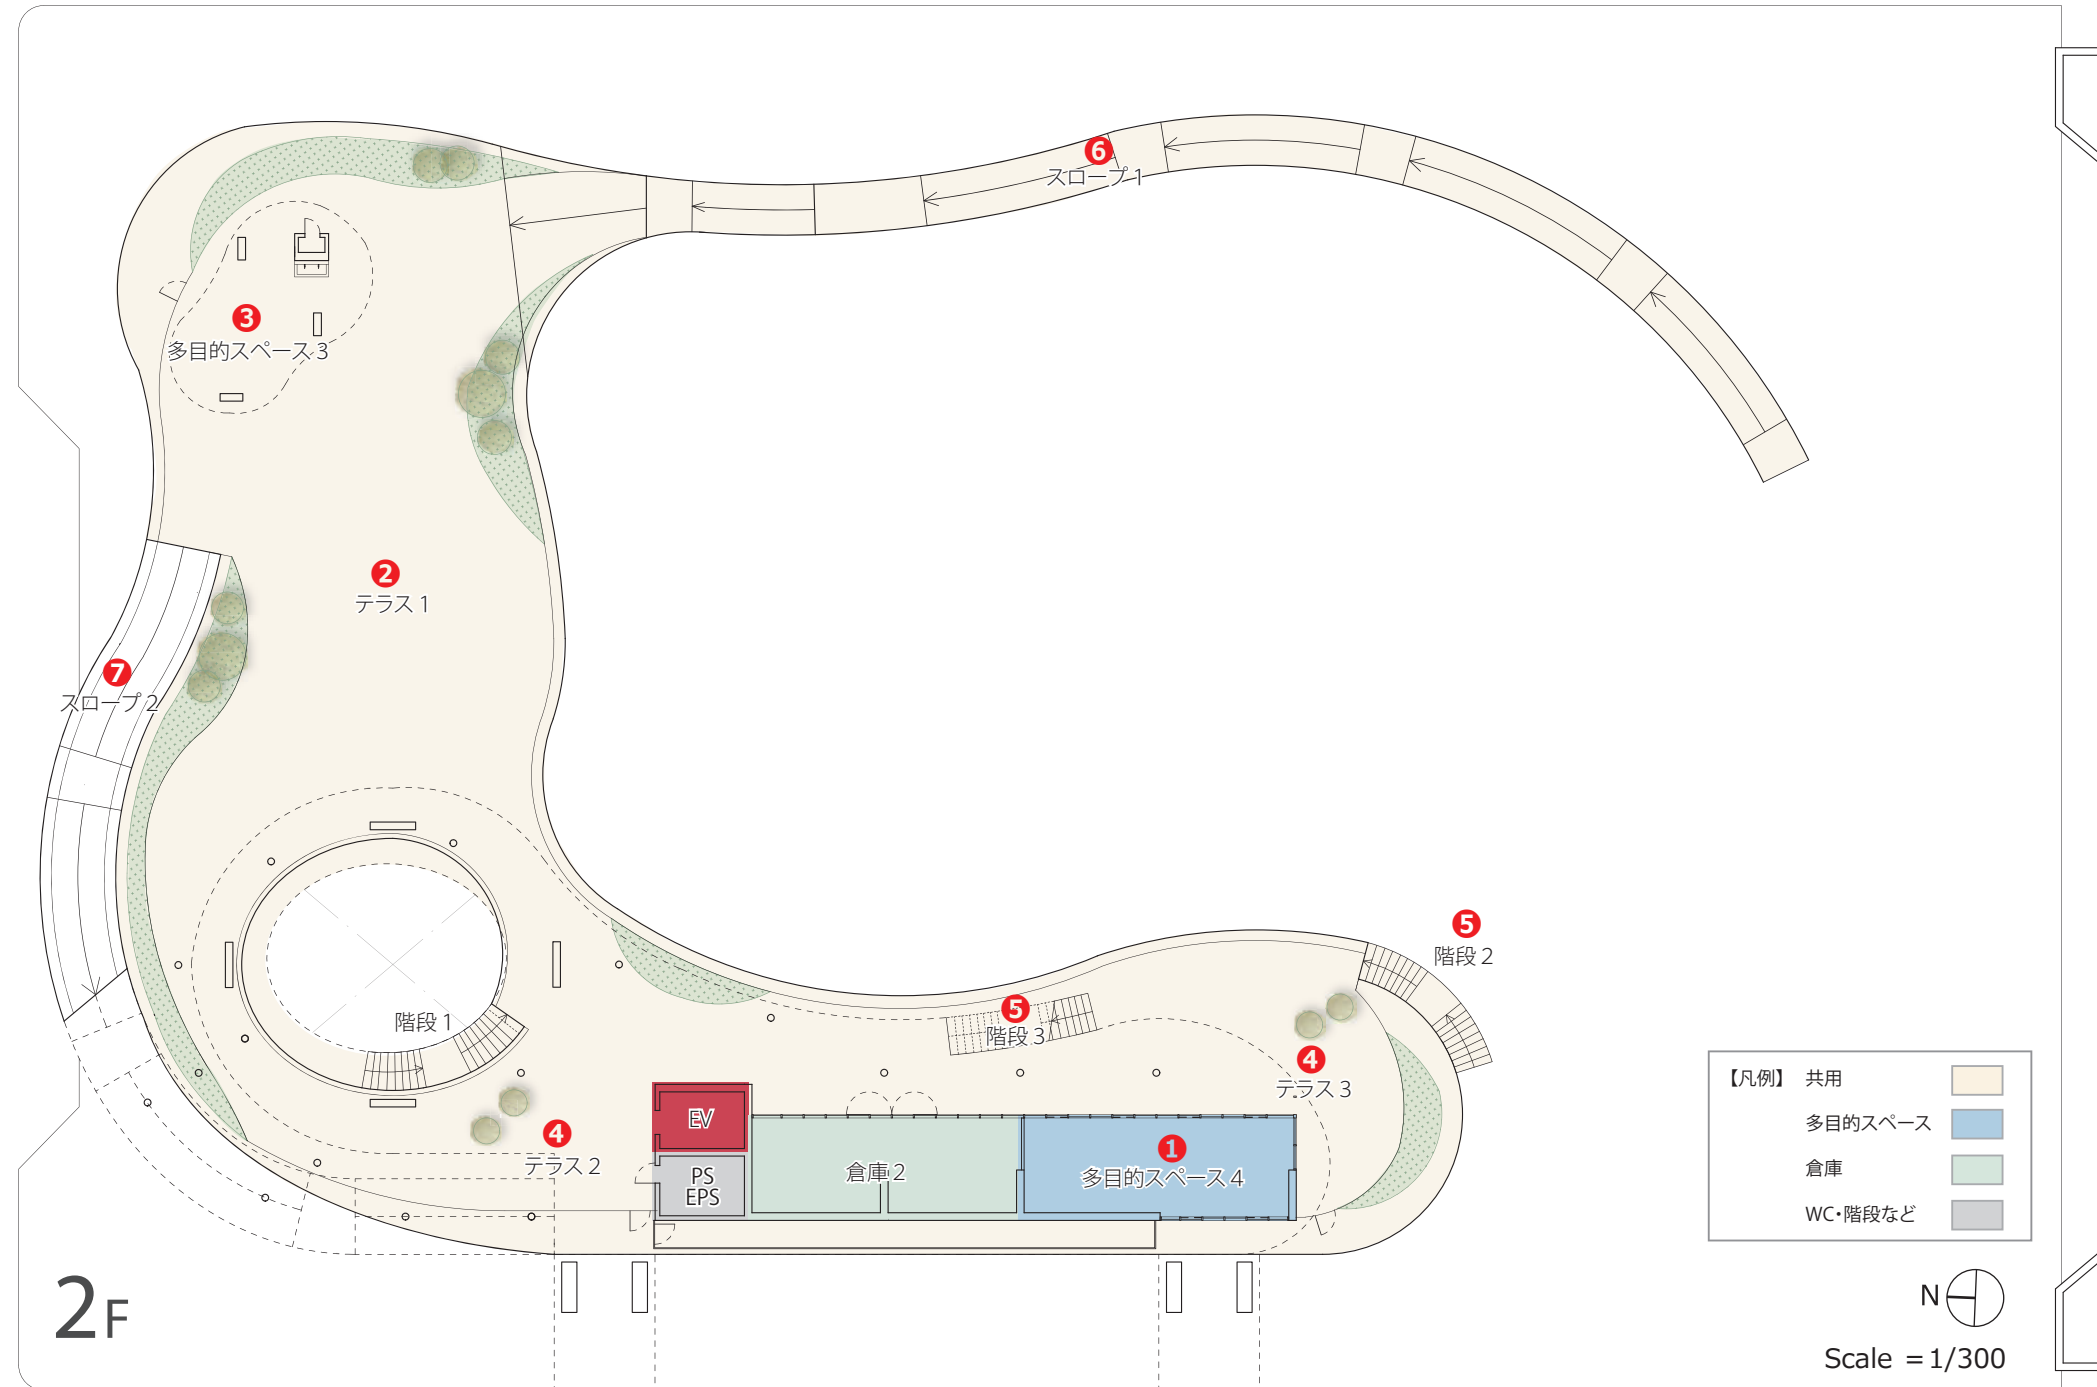 6
スロープ1
3
多目的スペース3
2
テラス1
7
スロープ2
5
階段2
5
階段3
階段1
4
テラス3
4
テラス2
EV
PS
EPS
倉庫2
1
多目的スペース4
【凡例】 共用
多目的スペース
倉庫
WC・階段など
2F
N
Scale =1/300